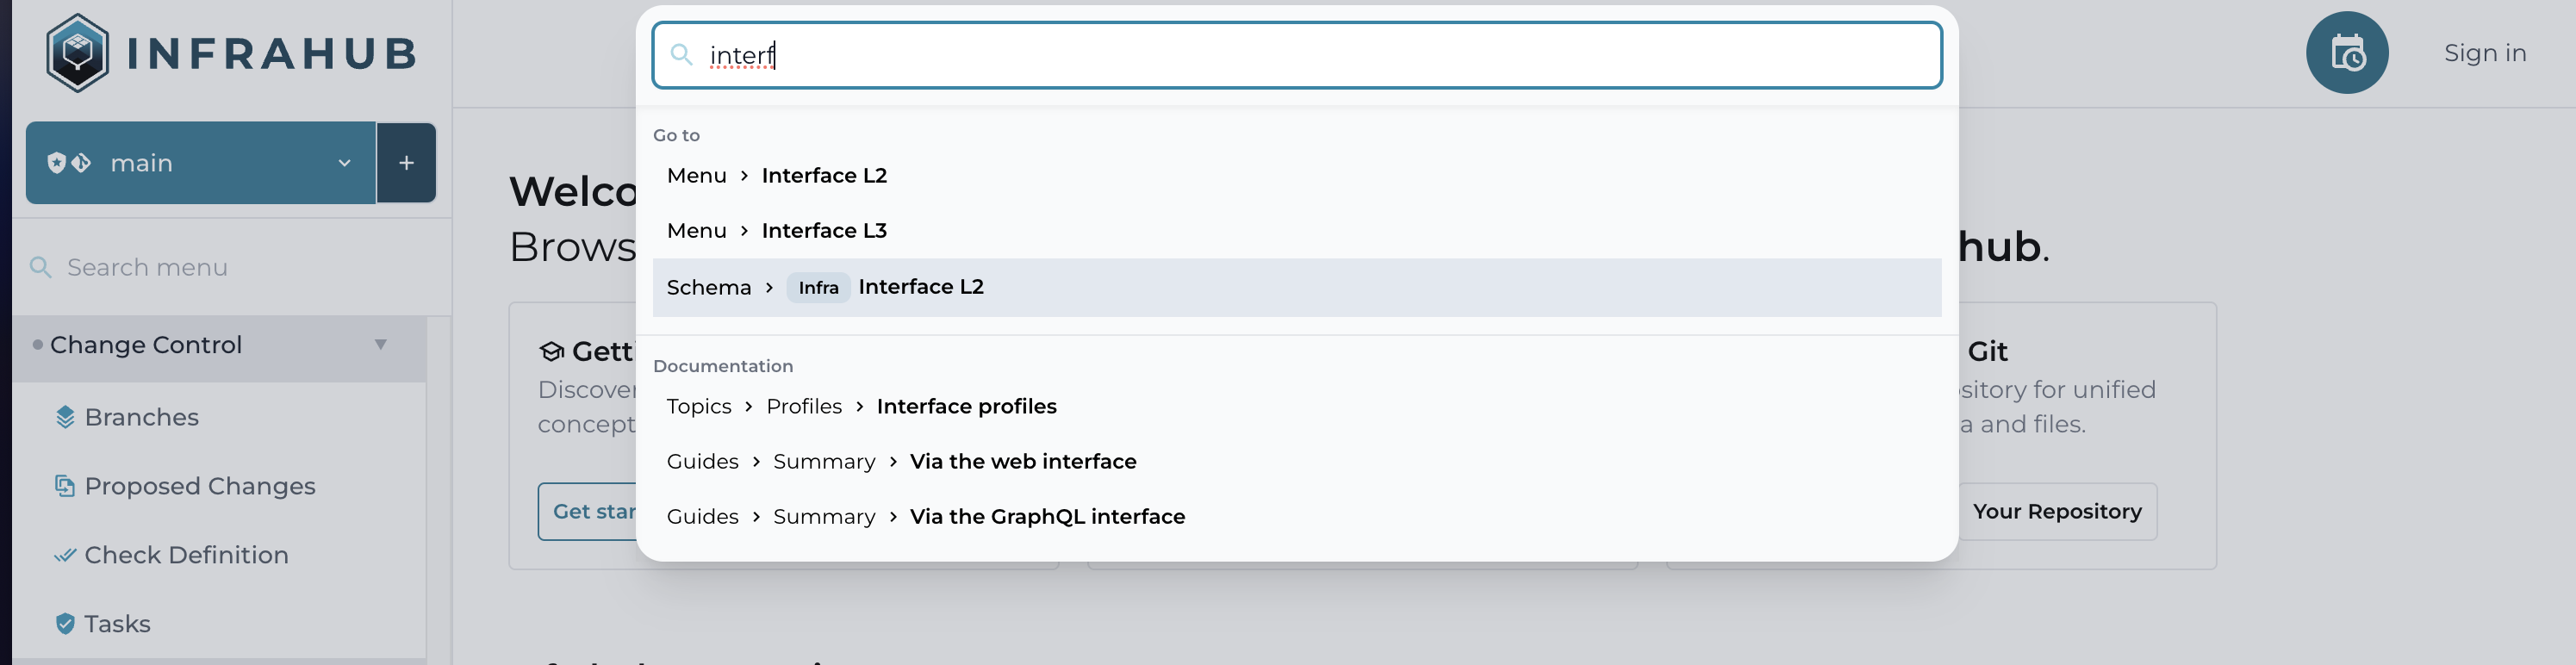 INFRAHUB
interf
Sign in
main
+
Search menu
Go to
Menu > Interface L2
Menu > Interface L3
Schema > Infra Interface L2
Documentation
Topics > Profiles > Interface profiles
Guides > Summary > Via the web interface
Guides > Summary > Via the GraphQL interface
Change Control
Branches
Proposed Changes
Check Definition
Tasks
Welco
Brows
hub.
Getti
Discover
concept
Get star
Git
sitory for unified
a and files.
Your Repository